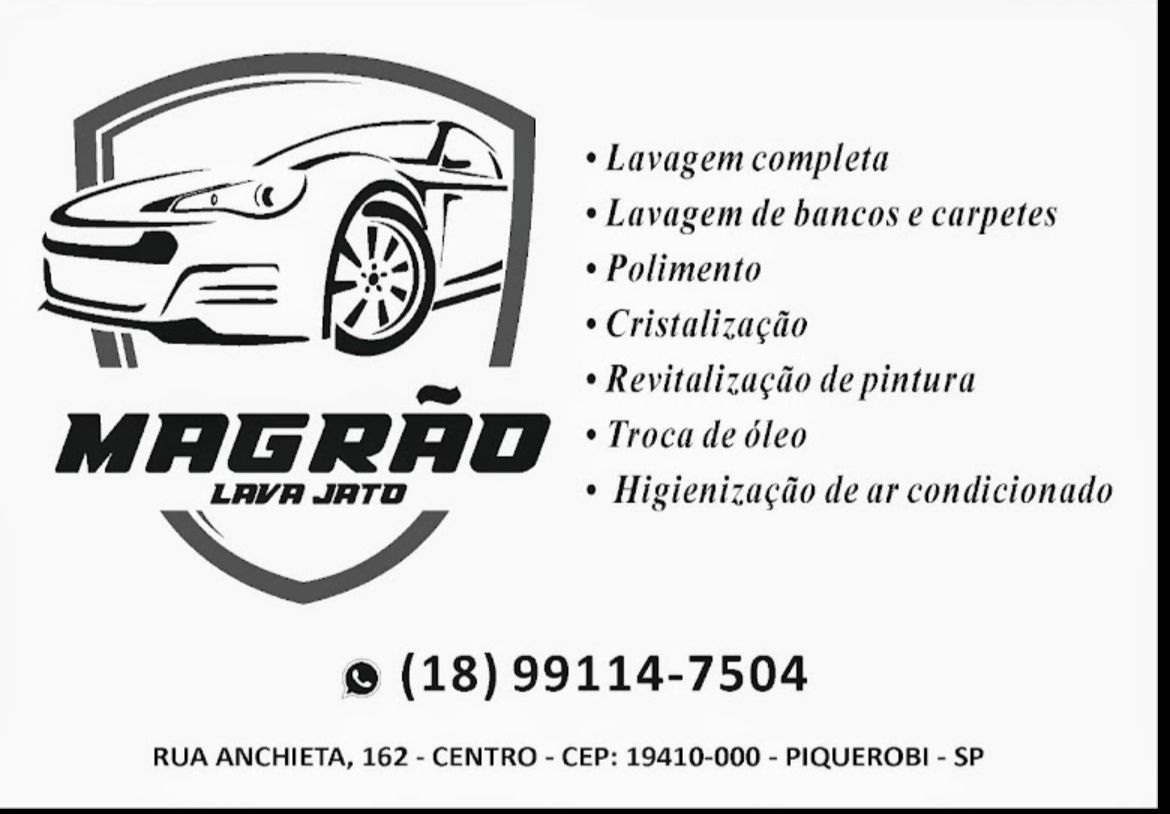 MAGRÃO
LAVA JATO
• Lavagem completa
• Lavagem de bancos e carpetes
• Polimento
• Cristalização
• Revitalização de pintura
• Troca de óleo
• Higienização de ar condicionado
(18) 99114-7504
RUA ANCHIETA, 162 - CENTRO - CEP: 19410-000 - PIQUEROBI - SP